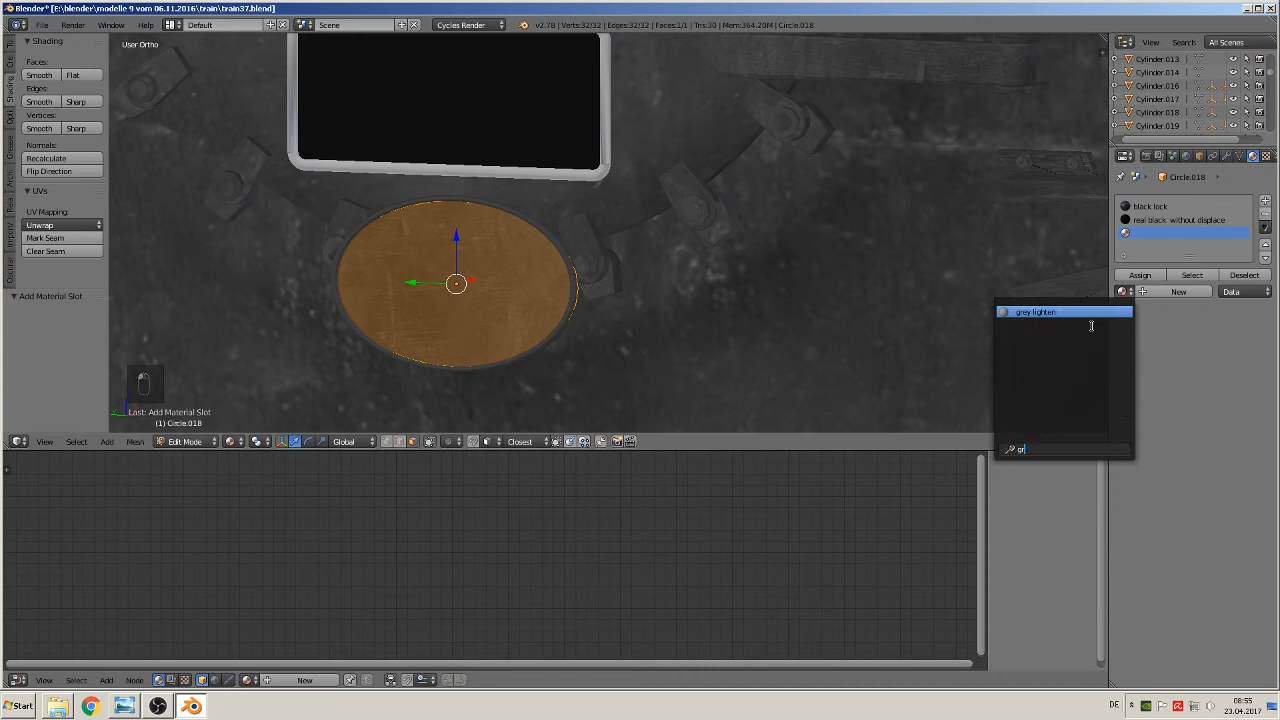 Blender* [E:\blender\modelle 9 vom 06.11.2016\train\train37.blend]
File Render Window Help Default Scene Cycles Render v2.78 | Verts:32/32 | Edges:32/32 | Faces:1/1 | Tris:30 | Mem:364.20M | Circle.018
Shading
User Ortho
View Search All Scenes
Faces:
Smooth Flat
Edges:
Smooth Sharp
Vertices:
Smooth Sharp
Normals:
Recalculate
Flip Direction
UVs
UV Mapping:
Unwrap
Mark Seam
Clear Seam
Add Material Slot
Cylinder.013
Cylinder.014
Cylinder.016
Cylinder.017
Cylinder.018
Cylinder.019
Circle.018
black lock
real black without displace
Assign Select Deselect
New Data
grey lighten
gr
Last: Add Material Slot
(1) Circle.018
View Select Add Mesh Edit Mode Global Closest
View Select Add Node New
Start
DE
08:55
23.04.2017